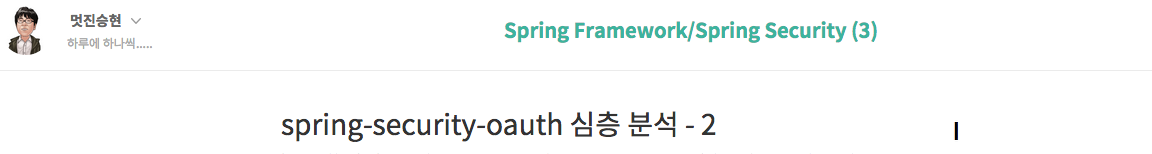 멋진승현
하루에 하나씩.....
Spring Framework/Spring Security (3)
spring-security-oauth 심층 분석 - 2